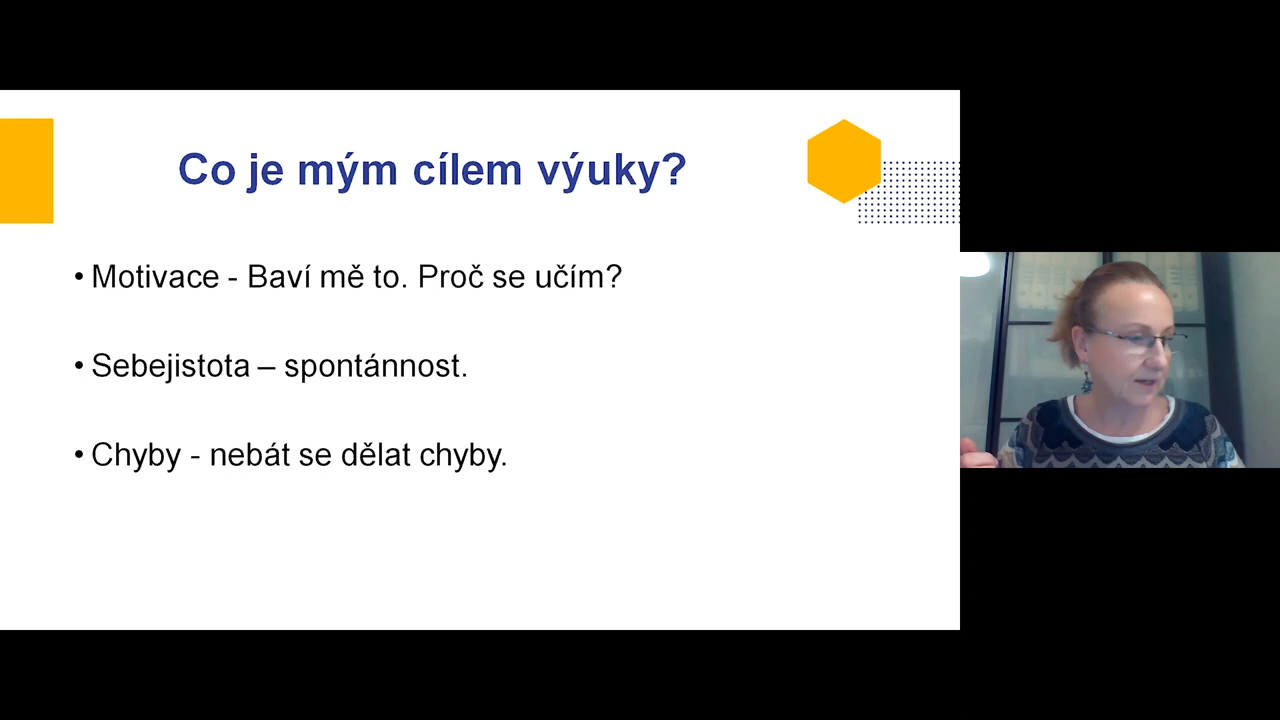 Co je mým cílem výuky?
• Motivace - Baví mě to. Proč se učím?
• Sebejistota – spontánnost.
• Chyby - nebát se dělat chyby.